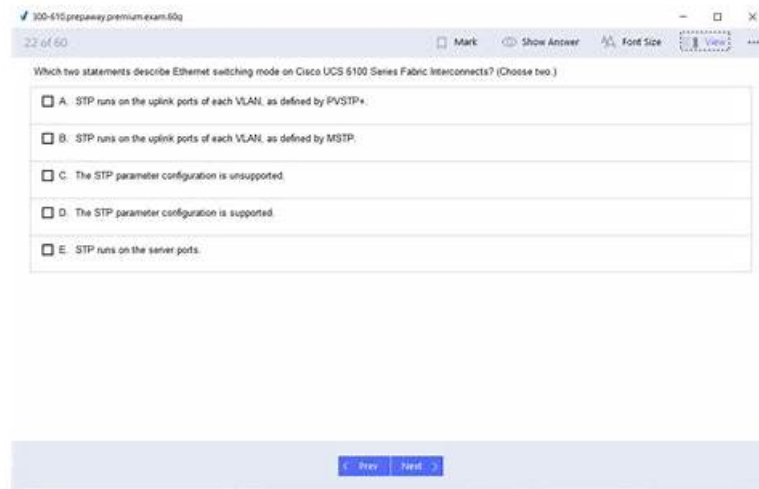 300-610.prepaway.premium.exam.60q
22 of 60
Mark
Show Answer
Font Size
View
Which two statements describe Ethernet switching mode on Cisco UCS 6100 Series Fabric Interconnects? (Choose two.)
A. STP runs on the uplink ports of each VLAN, as defined by PVSTP+.
B. STP runs on the uplink ports of each VLAN, as defined by MSTP.
C. The STP parameter configuration is unsupported.
D. The STP parameter configuration is supported.
E. STP runs on the server ports.
Prev
Next